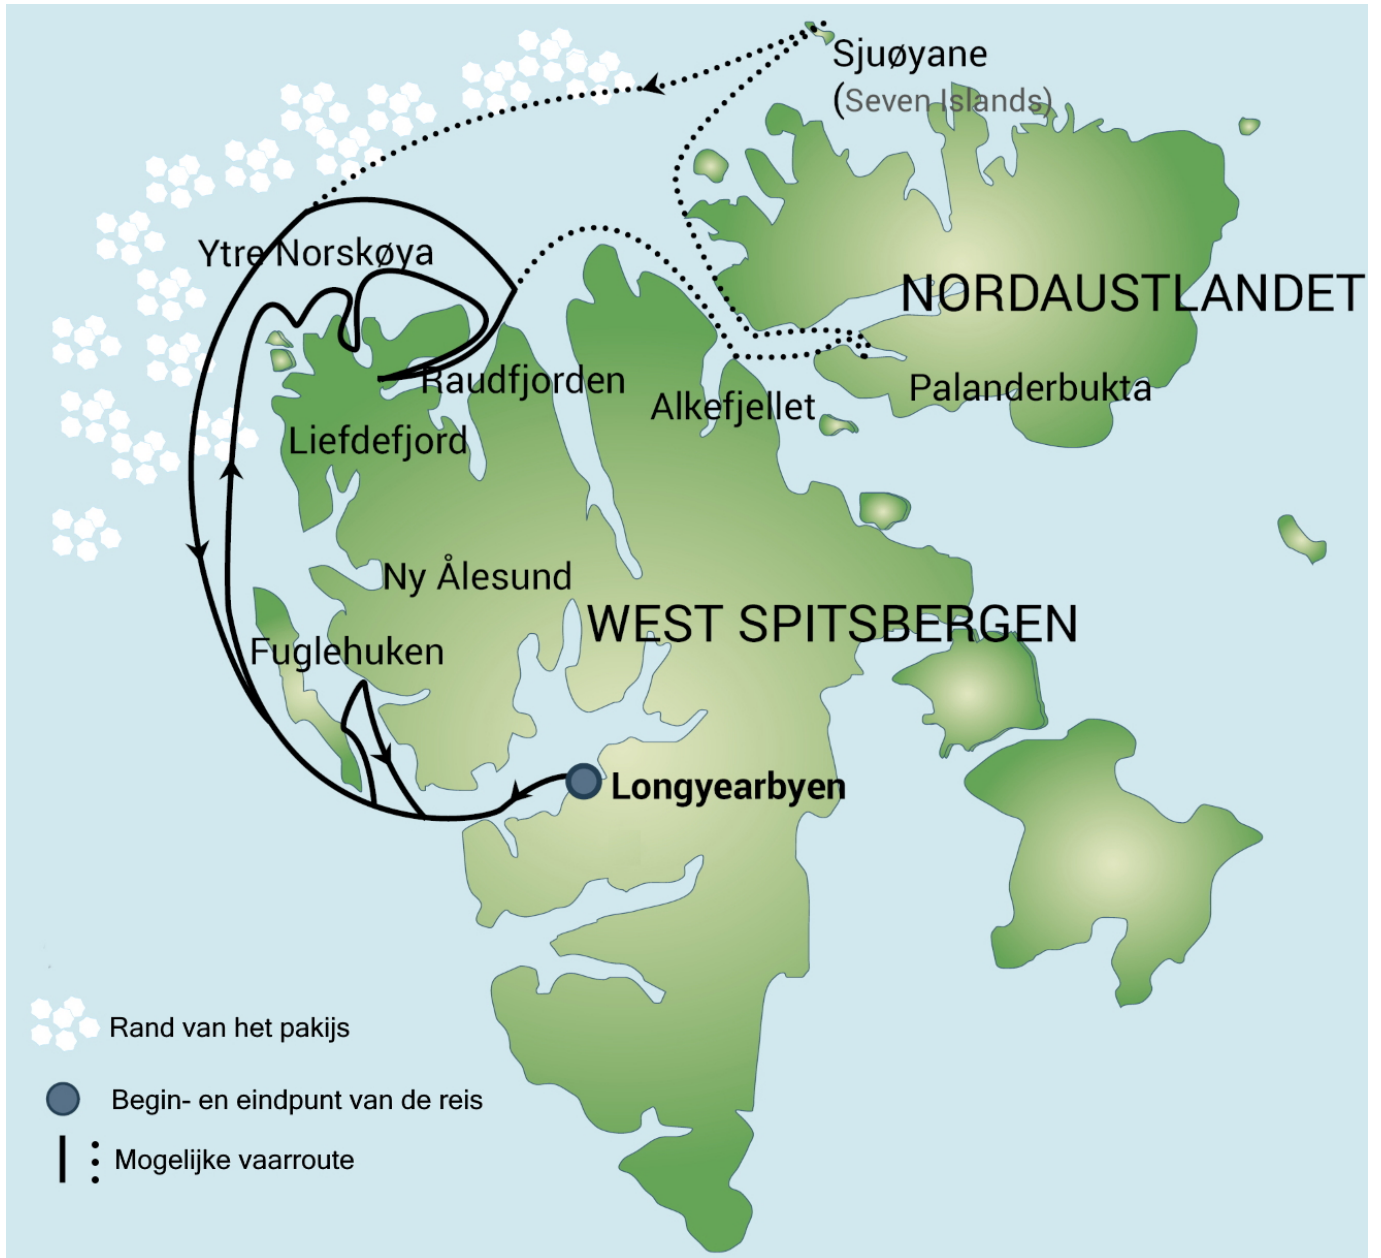 Sjuøyane
(Seven Islands)
Ytre Norskøya
NORDAUSTLANDET
Raudfjorden
Palanderbukta
Alkefjellet
Liefdefjord
Ny Ålesund
WEST SPITSBERGEN
Fuglehuken
Longyearbyen
Rand van het pakijs
Begin- en eindpunt van de reis
Mogelijke vaarroute